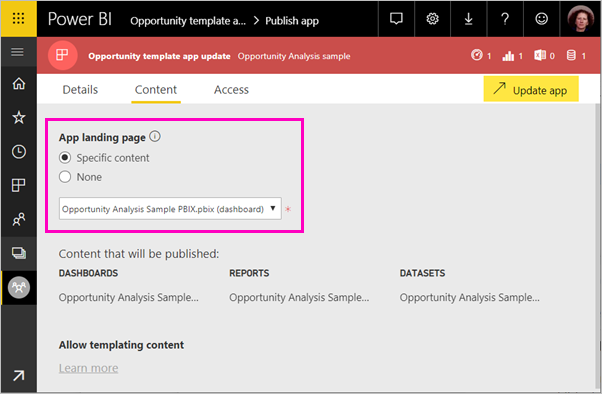 Power BI Opportunity template a... > Publish app
Opportunity template app update Opportunity Analysis sample 1 1 0 1
Details Content Access Update app
App landing page
Specific content
None
Opportunity Analysis Sample PBIX.pbix (dashboard) *
Content that will be published:
DASHBOARDS REPORTS DATASETS
Opportunity Analysis Sample... Opportunity Analysis Sample... Opportunity Analysis Sample...
Allow templating content
Learn more